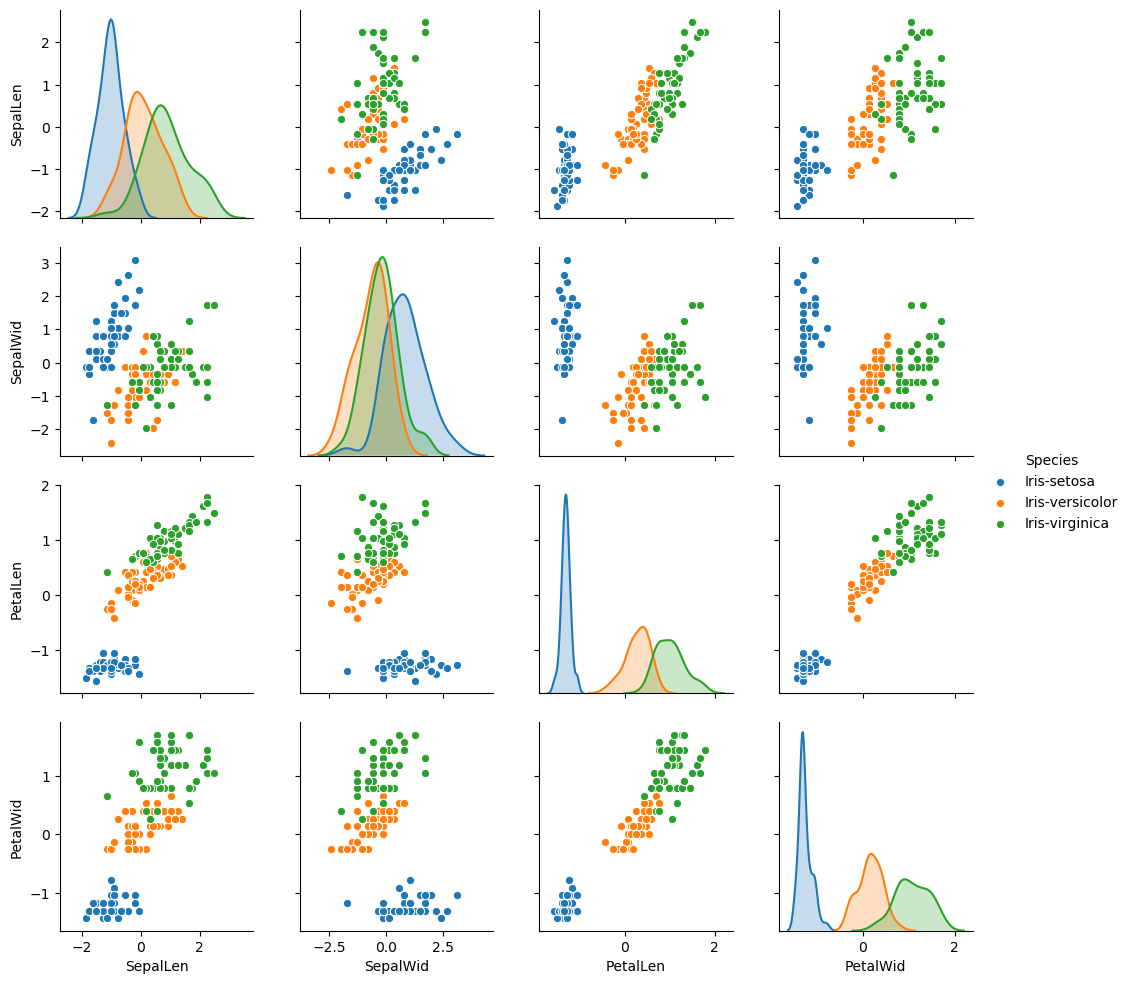 SepalLen
2
1
0
−1
−2
SepalWid
3
2
1
0
−1
−2
Species
Iris-setosa
Iris-versicolor
Iris-virginica
PetalLen
2
1
0
−1
PetalWid
1
0
−1
−2 0 2
−2.5 0.0 2.5
0 2
0 2
SepalLen SepalWid PetalLen PetalWid